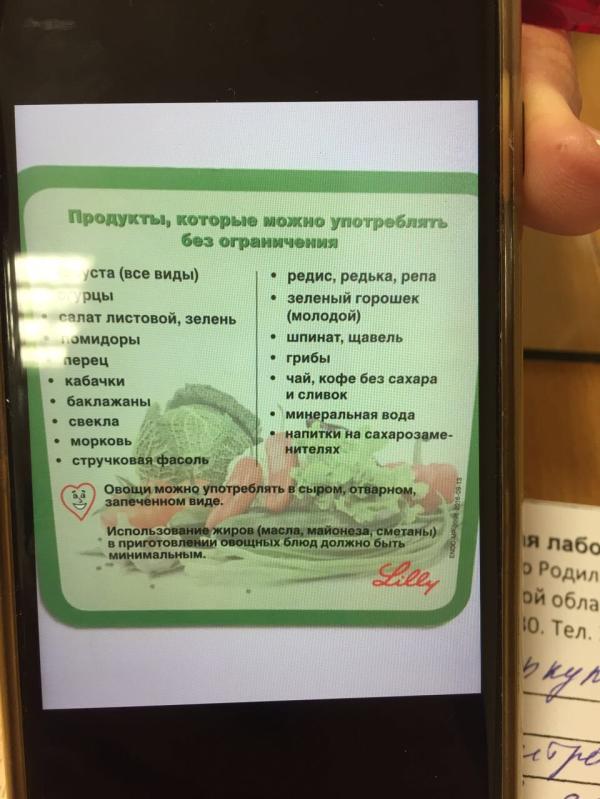 Продукты, которые можно употреблять
без ограничения
уста (все виды)
огурцы
• салат листовой, зелень
• помидоры
перец
• кабачки
• баклажаны
• свекла
• морковь
• стручковая фасоль
• редис, редька, репа
• зеленый горошек
(молодой)
• шпинат, щавель
• грибы
• чай, кофе без сахара
и сливок
• минеральная вода
• напитки на сахарозаме-
нителях
Овощи можно употреблять в сыром, отварном,
запеченном виде.
Использование жиров (масла, майонеза, сметаны)
в приготовлении овощных блюд должно быть
минимальным.
Lilly
я лабо
о Родил
ой обла
30. Тел.